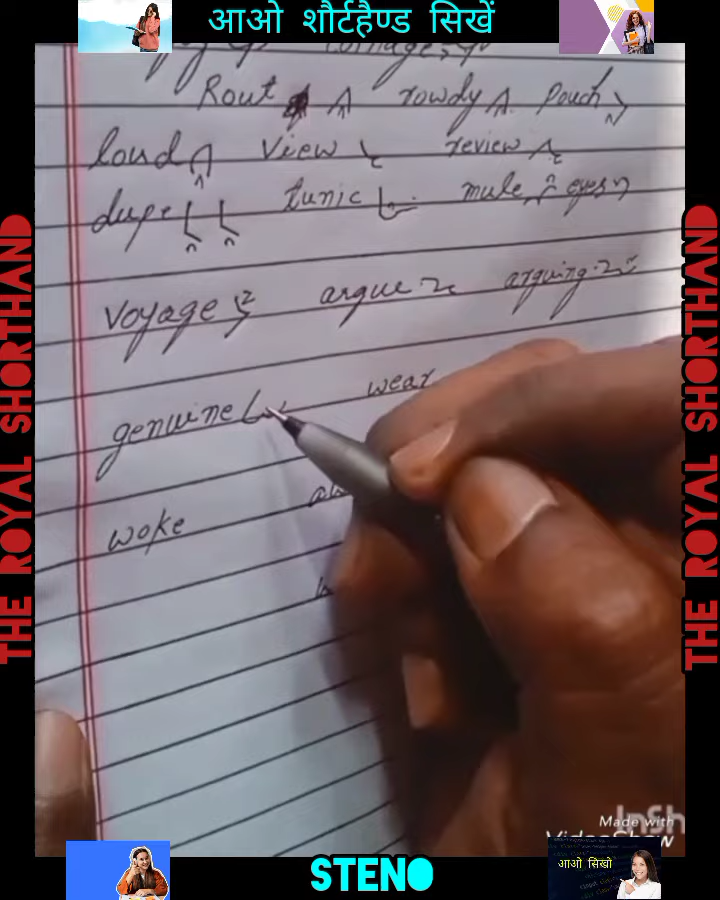 आओ शौर्टहैण्ड सिखें
Rout rowdy Pouch
loud view review
dupe tunic mule, eyes
Voyage argue arguing
genuine wear
woke
THE ROYAL SHORTHAND
THE ROYAL SHORTHAND
Made with
VideoShow
STENO
आओ सिखो